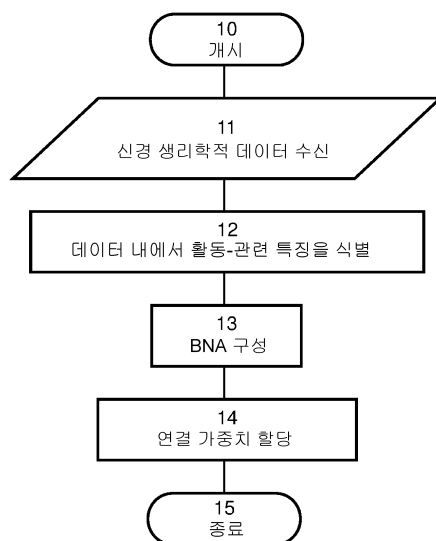 10
개시
11
신경 생리학적 데이터 수신
12
데이터 내에서 활동-관련 특징을 식별
13
BNA 구성
14
연결 가중치 할당
15
종료